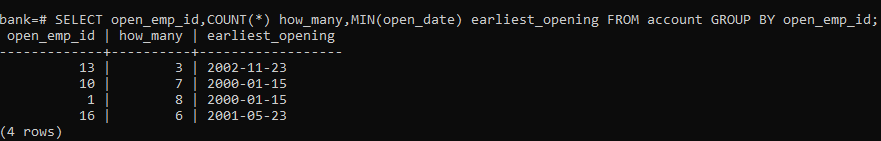 bank=# SELECT open_emp_id,COUNT(*) how_many,MIN(open_date) earliest_opening FROM account GROUP BY open_emp_id;
 open_emp_id | how_many | earliest_opening
-------------+----------+------------------
          13 |        3 | 2002-11-23
          10 |        7 | 2000-01-15
           1 |        8 | 2000-01-15
          16 |        6 | 2001-05-23
(4 rows)